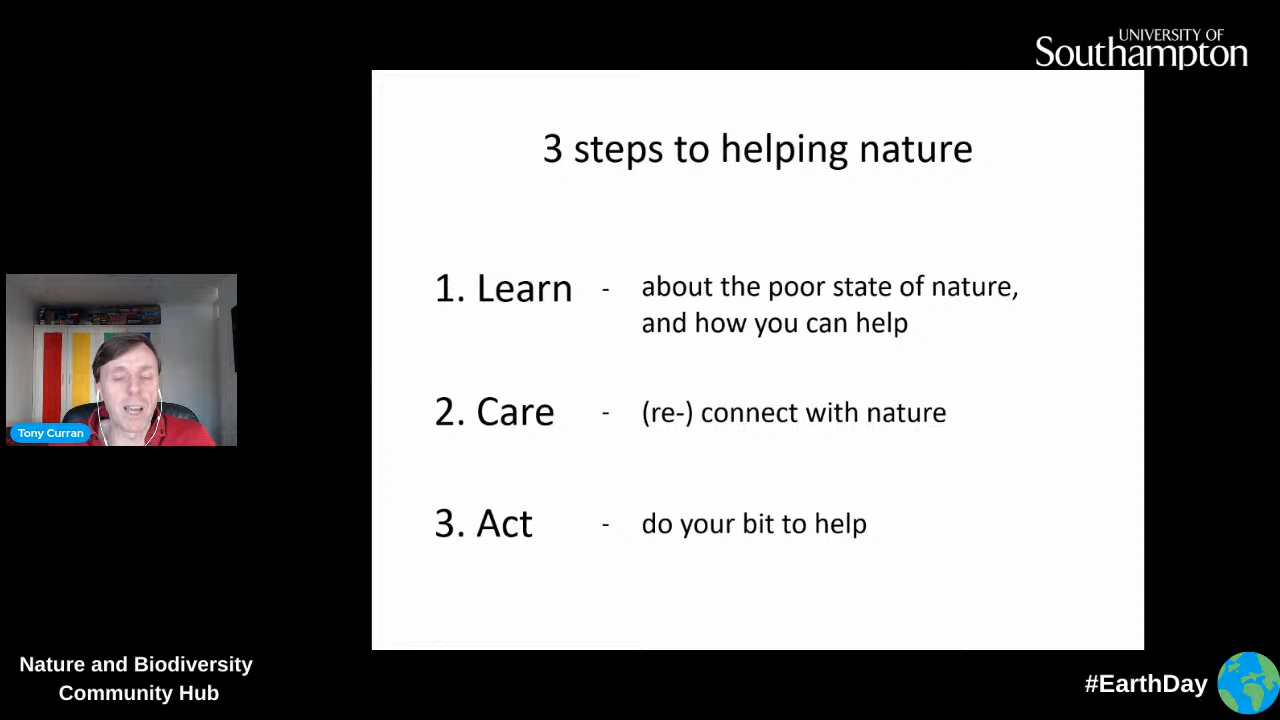 UNIVERSITY OF
Southampton
3 steps to helping nature
1. Learn - about the poor state of nature,
and how you can help
2. Care - (re-) connect with nature
3. Act - do your bit to help
Tony Curran
Nature and Biodiversity
Community Hub
#EarthDay